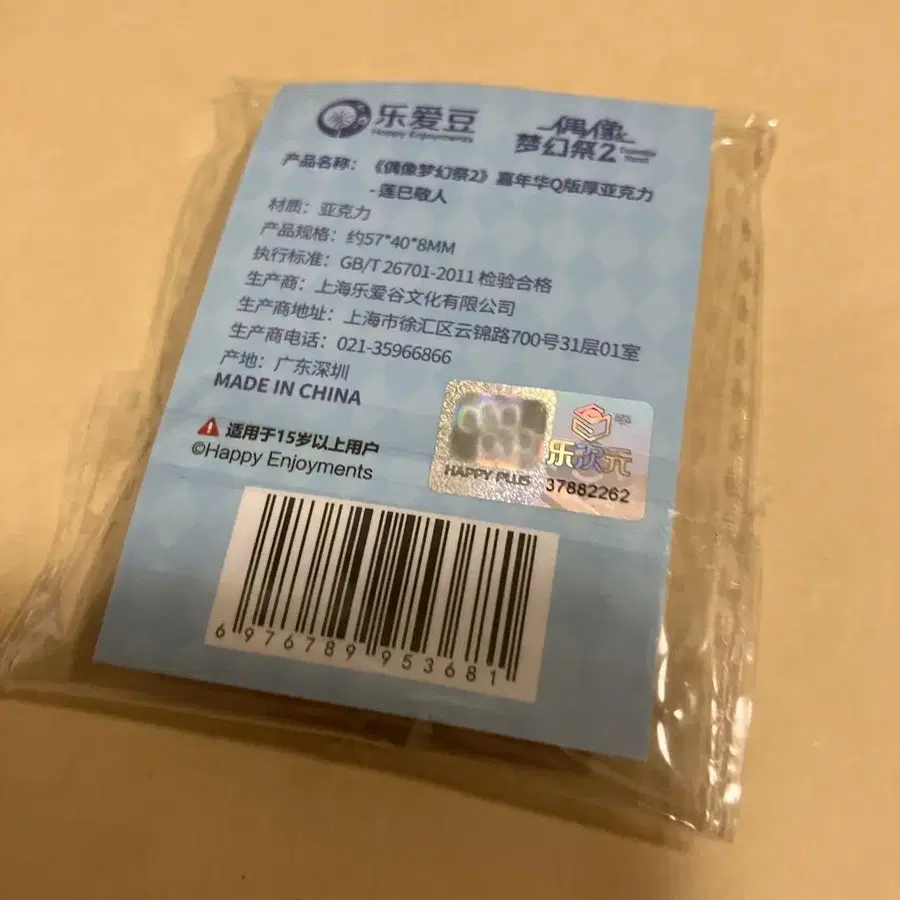 乐爱豆
Happy Enjoyments
偶像
梦幻祭2
产品名称：《偶像梦幻祭2》嘉年华Q版厚亚克力
- 莲巳敬人
材质：亚克力
产品规格：约57*40*8MM
执行标准：GB/T 26701-2011 检验合格
生产商：上海乐爱谷文化有限公司
生产商地址：上海市徐汇区云锦路700号31层01室
生产商电话：021-35966866
产地：广东深圳
MADE IN CHINA
适用于15岁以上用户
©Happy Enjoyments
HAPPY PLUS
乐次元
37882262
6976789953681